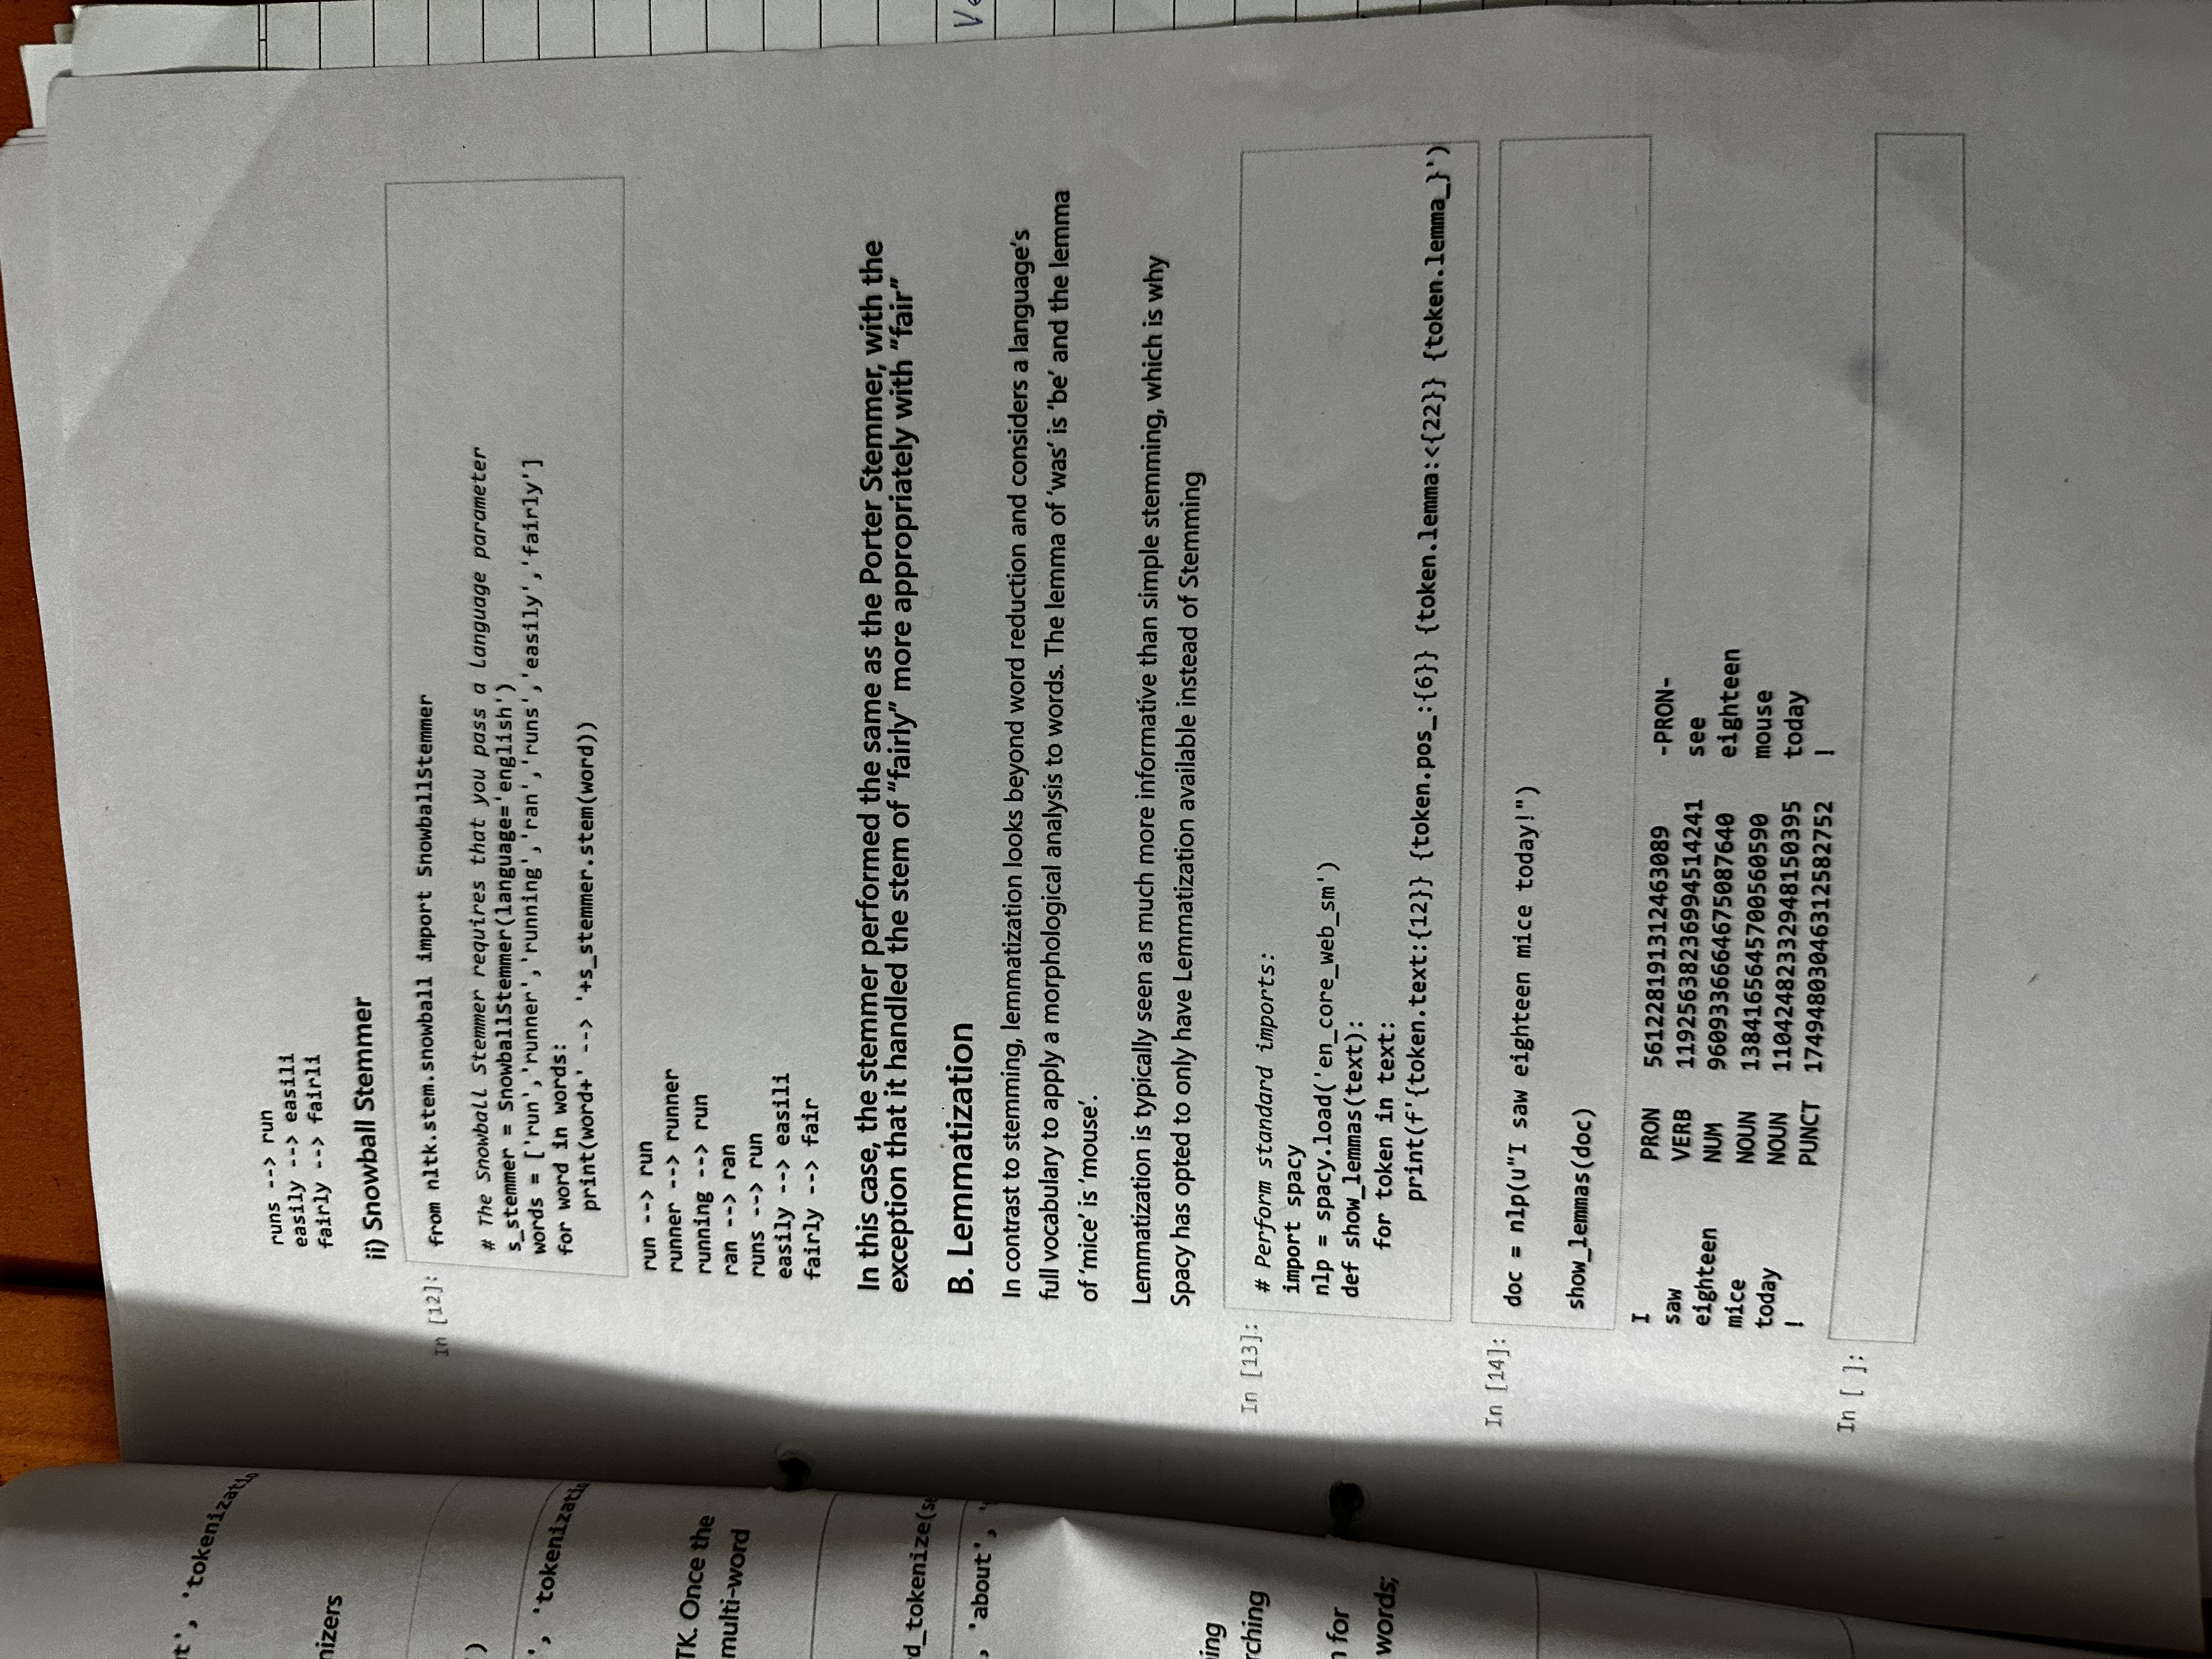 'tokenizatio
nizers
')
', 'tokenizatio
TK. Once the
multi-word
d_tokenize(se
, 'about', '
ing
rching
for
words;
runs --> run
easily --> easili
fairly --> fairli
ii) Snowball Stemmer
In [12]:
from nltk.stem.snowball import SnowballStemmer
# The Snowball Stemmer requires that you pass a language parameter
s_stemmer = SnowballStemmer(language='english')
words = ['run','runner','running','ran','runs','easily','fairly']
for word in words:
    print(word+' --> '+s_stemmer.stem(word))
run --> run
runner --> runner
running --> run
ran --> ran
runs --> run
easily --> easili
fairly --> fair
In this case, the stemmer performed the same as the Porter Stemmer, with the
exception that it handled the stem of “fairly” more appropriately with “fair”
B. Lemmatization
In contrast to stemming, lemmatization looks beyond word reduction and considers a language's
full vocabulary to apply a morphological analysis to words. The lemma of ‘was’ is ‘be’ and the lemma
of ‘mice’ is ‘mouse’.
Lemmatization is typically seen as much more informative than simple stemming, which is why
Spacy has opted to only have Lemmatization available instead of Stemming
In [13]:
# Perform standard imports:
import spacy
nlp = spacy.load('en_core_web_sm')
def show_lemmas(text):
    for token in text:
        print(f'{token.text:{12}} {token.pos_:{6}} {token.lemma:<{22}} {token.lemma_}')
In [14]:
doc = nlp(u"I saw eighteen mice today!")
show_lemmas(doc)
I PRON 561228191312463089 -PRON-
saw VERB 11925638236994514241 see
eighteen NUM 9609336664675087640 eighteen
mice NOUN 1384165645700560590 mouse
today NOUN 11042482332948150395 today
! PUNCT 17494803046312582752 !
In [ ]: